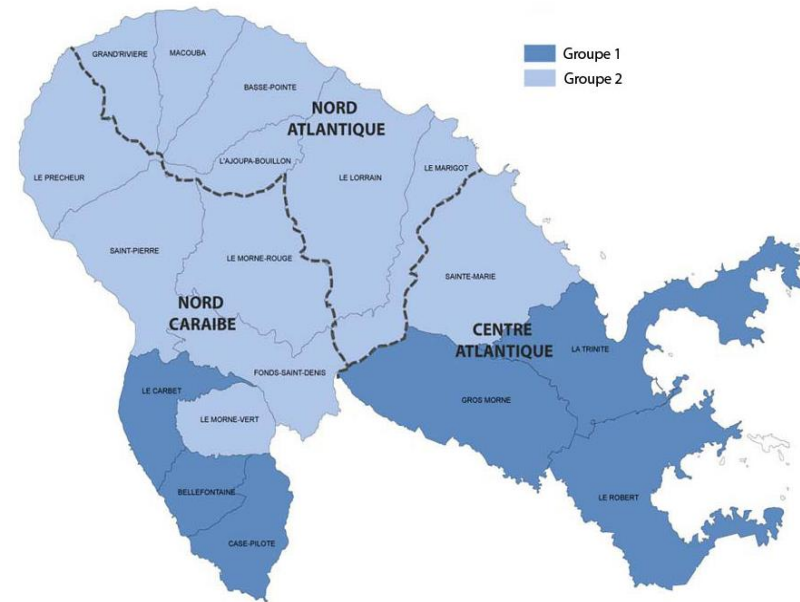 GRAND'RIVIERE
MACOUBA
BASSE-POINTE
Groupe 1
Groupe 2
NORD
ATLANTIQUE
L'AJOUPA-BOUILLON
LE PRECHEUR
LE LORRAIN
LE MARIGOT
SAINT-PIERRE
LE MORNE-ROUGE
SAINTE-MARIE
NORD
CARAIBE
CENTRE
ATLANTIQUE
LA TRINITE
FONDS-SAINT-DENIS
LE CARBET
GROS MORNE
LE MORNE-VERT
BELLEFONTAINE
LE ROBERT
CASE-PILOTE